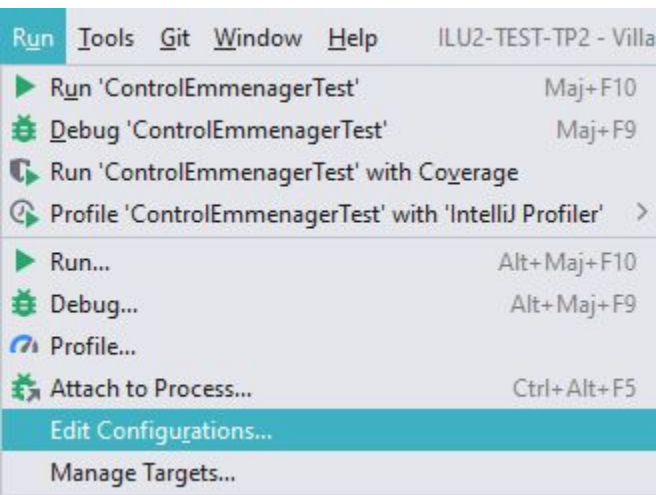 Run Tools Git Window Help ILU2-TEST-TP2 - Villa
Run 'ControlEmmenagerTest' Maj+F10
Debug 'ControlEmmenagerTest' Maj+F9
Run 'ControlEmmenagerTest' with Coverage
Profile 'ControlEmmenagerTest' with 'IntelliJ Profiler'
Run... Alt+Maj+F10
Debug... Alt+Maj+F9
Profile...
Attach to Process... Ctrl+Alt+F5
Edit Configurations...
Manage Targets...